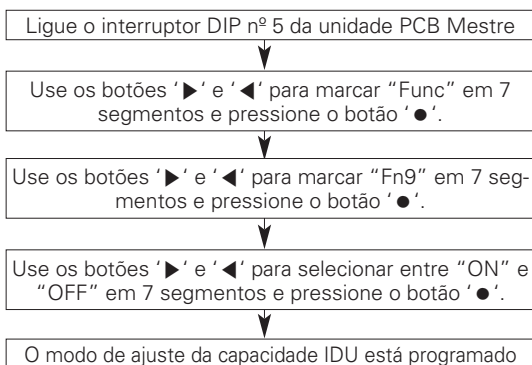 Ligue o interruptor DIP nº 5 da unidade PCB Mestre
Use os botões ‘▶‘ e ‘◀‘ para marcar “Func” em 7
segmentos e pressione o botão ‘●‘.
Use os botões ‘▶‘ e ‘◀‘ para marcar “Fn9” em 7 seg-
mentos e pressione o botão ‘●‘.
Use os botões ‘▶‘ e ‘◀‘ para selecionar entre “ON” e
“OFF” em 7 segmentos e pressione o botão ‘●‘.
O modo de ajuste da capacidade IDU está programado